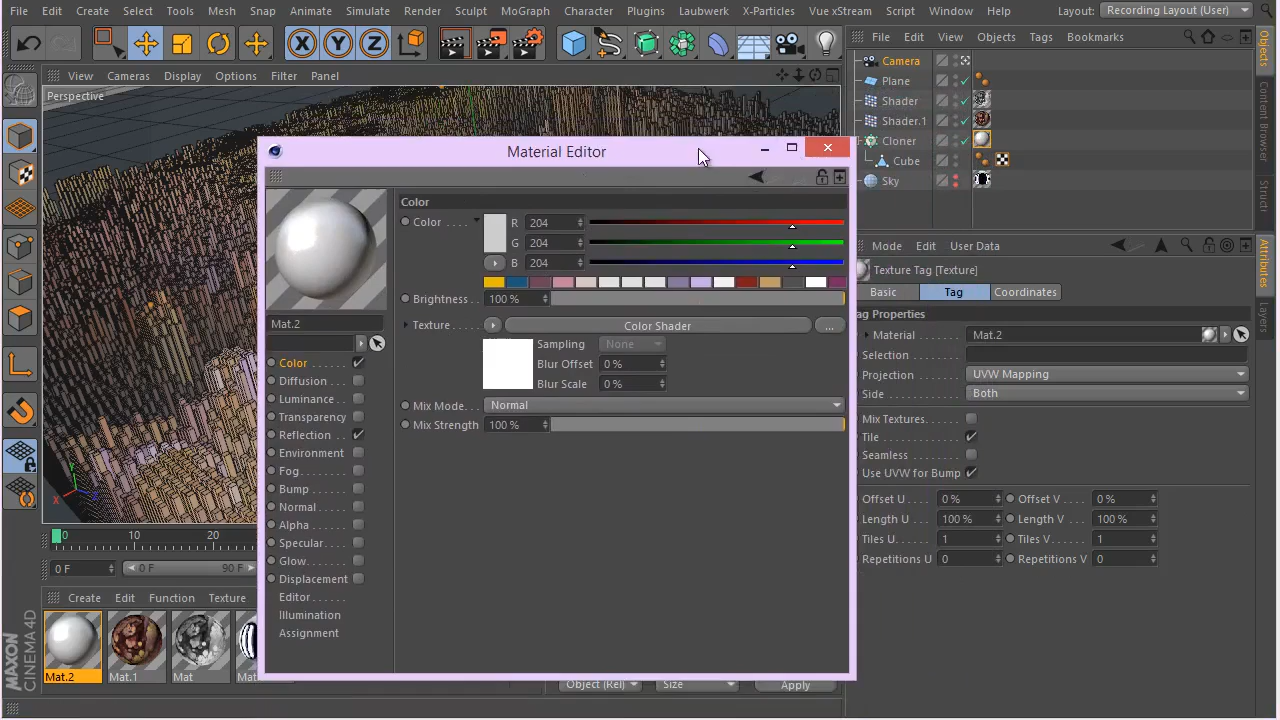 File Edit Create Select Tools Mesh Snap Animate Simulate Render Sculpt MoGraph Character Plugins Laubwerk X-Particles Vue xStream Script Window Help Layout: Recording Layout (User)
File Edit View Objects Tags Bookmarks
View Cameras Display Options Filter Panel
Perspective
Camera
Plane
Shader
Shader.1
Cloner
Cube
Sky
Objects
Content Browser
Structi
Material Editor
Color
Color
R 204
G 204
B 204
Brightness 100 %
Texture Color Shader ...
Sampling None
Blur Offset 0 %
Blur Scale 0 %
Mix Mode Normal
Mix Strength 100 %
Mat.2
Color
Diffusion
Luminance
Transparency
Reflection
Environment
Fog
Bump
Normal
Alpha
Specular
Glow
Displacement
Editor
Illumination
Assignment
Mode Edit User Data
Texture Tag [Texture]
Basic Tag Coordinates
ag Properties
Material Mat.2
Selection
Projection UVW Mapping
Side Both
Mix Textures
Tile
Seamless
Use UVW for Bump
Offset U 0 % Offset V 0 %
Length U 100 % Length V 100 %
Tiles U 1 Tiles V 1
Repetitions U 0 Repetitions V 0
Attributes
Layers
Y
X
Z
0 10 20
0 F 0 F 90 F
Create Edit Function Texture
Mat.2 Mat.1 Mat Ma
Object (Rel) Size Apply
MAXON
CINEMA 4D